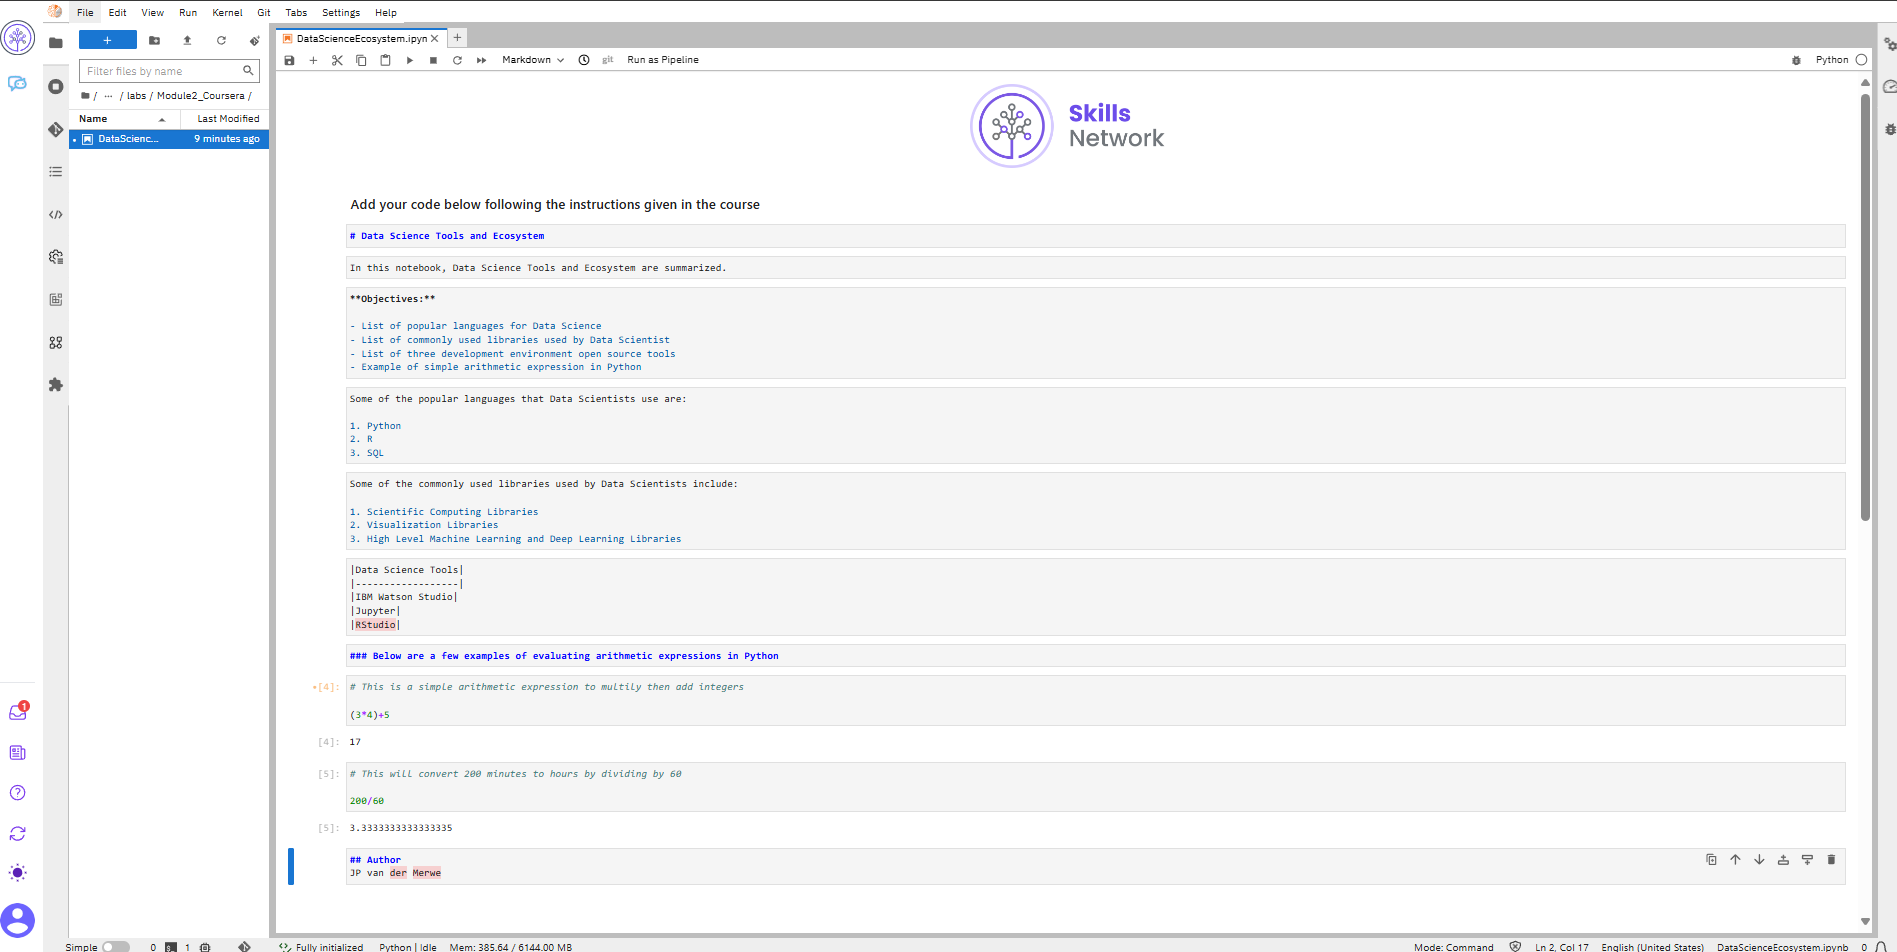 File Edit View Run Kernel Git Tabs Settings Help
DataScienceEcosystem.ipyn
Markdown git Run as Pipeline Python
Filter files by name
/ ... / labs / Module2_Coursera /
Name Last Modified
DataScienc... 9 minutes ago
Skills
Network
Add your code below following the instructions given in the course
# Data Science Tools and Ecosystem
In this notebook, Data Science Tools and Ecosystem are summarized.
**Objectives:**
- List of popular languages for Data Science
- List of commonly used libraries used by Data Scientist
- List of three development environment open source tools
- Example of simple arithmetic expression in Python
Some of the popular languages that Data Scientists use are:
1. Python
2. R
3. SQL
Some of the commonly used libraries used by Data Scientists include:
1. Scientific Computing Libraries
2. Visualization Libraries
3. High Level Machine Learning and Deep Learning Libraries
|Data Science Tools|
|------------------|
|IBM Watson Studio|
|Jupyter|
|RStudio|
### Below are a few examples of evaluating arithmetic expressions in Python
[4]: # This is a simple arithmetic expression to multily then add integers
(3*4)+5
[4]: 17
[5]: # This will convert 200 minutes to hours by dividing by 60
200/60
[5]: 3.3333333333333335
## Author
JP van der Merwe
1
Simple 0 1 Fully initialized Python | Idle Mem: 385.64 / 6144.00 MB Mode: Command Ln 2, Col 17 English (United States) DataScienceEcosystem.ipynb 0